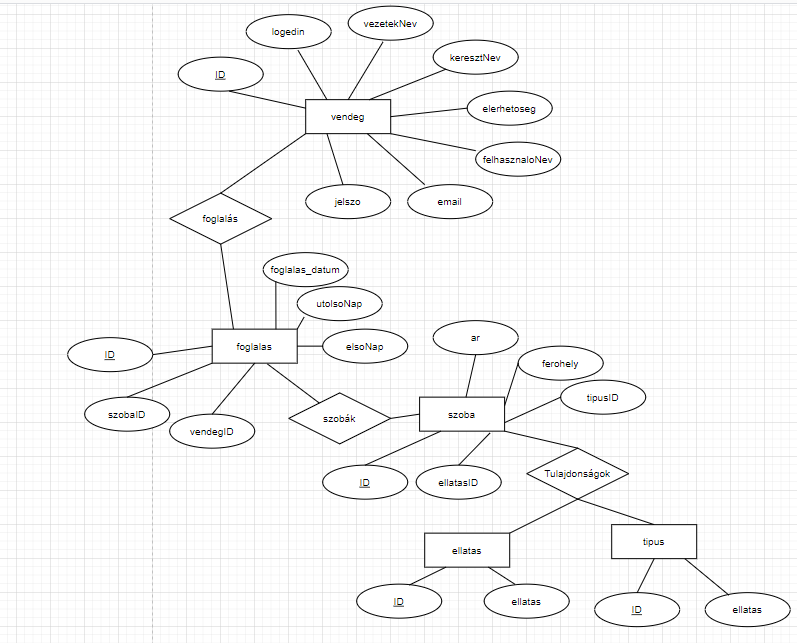 vezetekNev
logedin
keresztNev
ID
elerhetoseg
vendeg
felhasznaloNev
jelszo
email
foglalás
foglalas_datum
utolsoNap
ar
foglalas
elsoNap
ID
ferohely
tipusID
szobaID
szobák
szoba
vendegID
Tulajdonságok
ID
ellatasID
tipus
ellatas
ID
ellatas
ID
ellatas